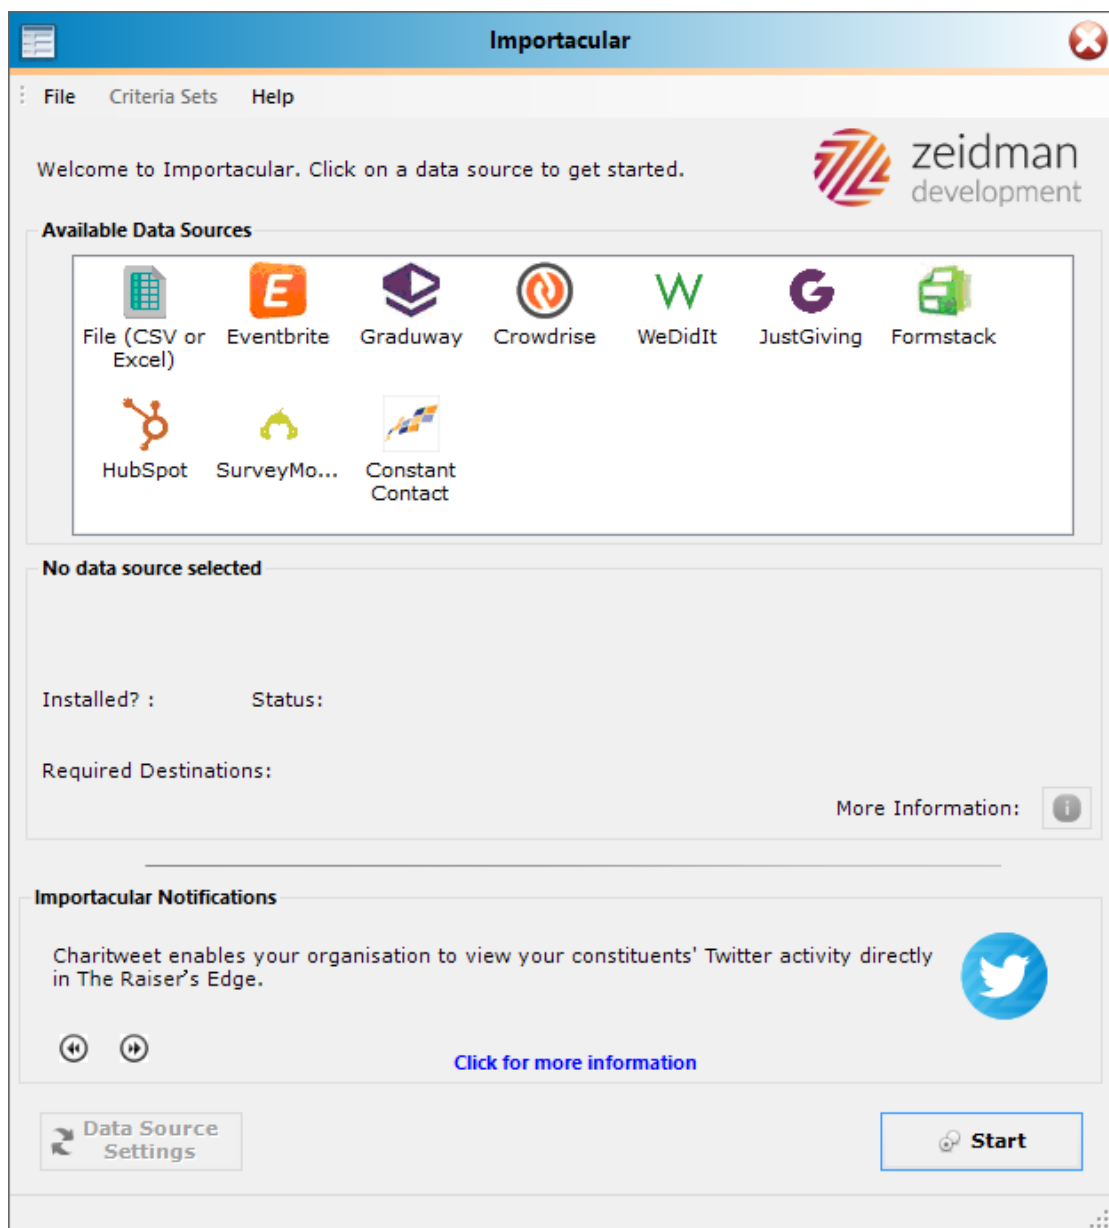 Importacular
File Criteria Sets Help
Welcome to Importacular. Click on a data source to get started.
zeidman
development
Available Data Sources
File (CSV or Excel)
Eventbrite
Graduway
Crowdrise
WeDidIt
JustGiving
Formstack
HubSpot
SurveyMo...
Constant Contact
No data source selected
Installed? : Status:
Required Destinations:
More Information:
Importacular Notifications
Charitweet enables your organisation to view your constituents' Twitter activity directly
in The Raiser's Edge.
Click for more information
Data Source
Settings
Start